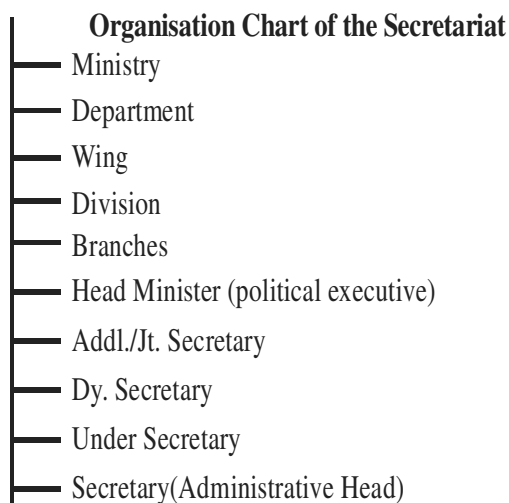 Organisation Chart of the Secretariat
Ministry
Department
Wing
Division
Branches
Head Minister (political executive)
Addl./Jt. Secretary
Dy. Secretary
Under Secretary
Secretary(Administrative Head)